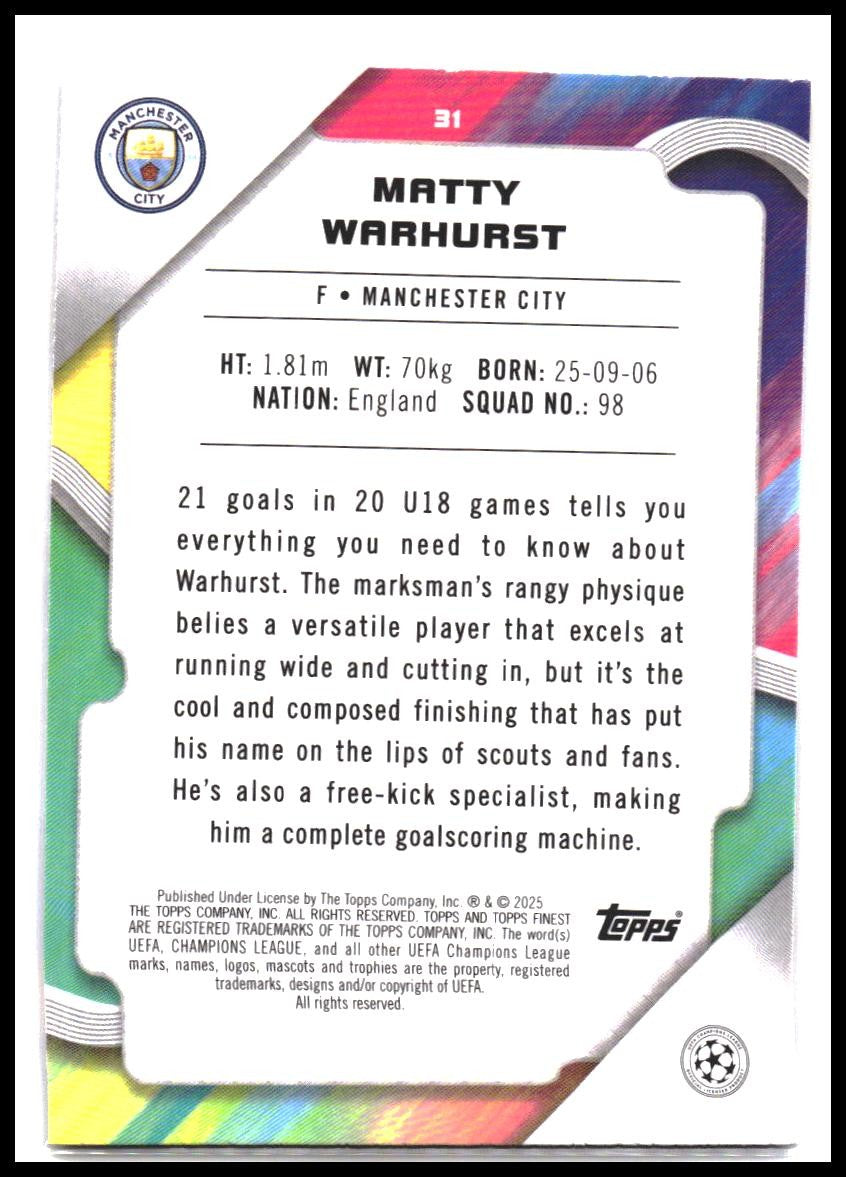 31
MANCHESTER
CITY
MATTY
WARHURST
F • MANCHESTER CITY
HT: 1.81m WT: 70kg BORN: 25-09-06
NATION: England SQUAD NO.: 98
21 goals in 20 U18 games tells you
everything you need to know about
Warhurst. The marksman's rangy physique
belies a versatile player that excels at
running wide and cutting in, but it's the
cool and composed finishing that has put
his name on the lips of scouts and fans.
He's also a free-kick specialist, making
him a complete goalscoring machine.
Published Under License by The Topps Company, Inc. ® & © 2025
THE TOPPS COMPANY, INC. ALL RIGHTS RESERVED. TOPPS AND TOPPS FINEST
ARE REGISTERED TRADEMARKS OF THE TOPPS COMPANY, INC. The word(s)
UEFA, CHAMPIONS LEAGUE, and all other UEFA Champions League
marks, names, logos, mascots and trophies are the property, registered
trademarks, designs and/or copyright of UEFA.
All rights reserved.
Topps®
UEFA CHAMPIONS LEAGUE
OFFICIAL LICENSED PRODUCT